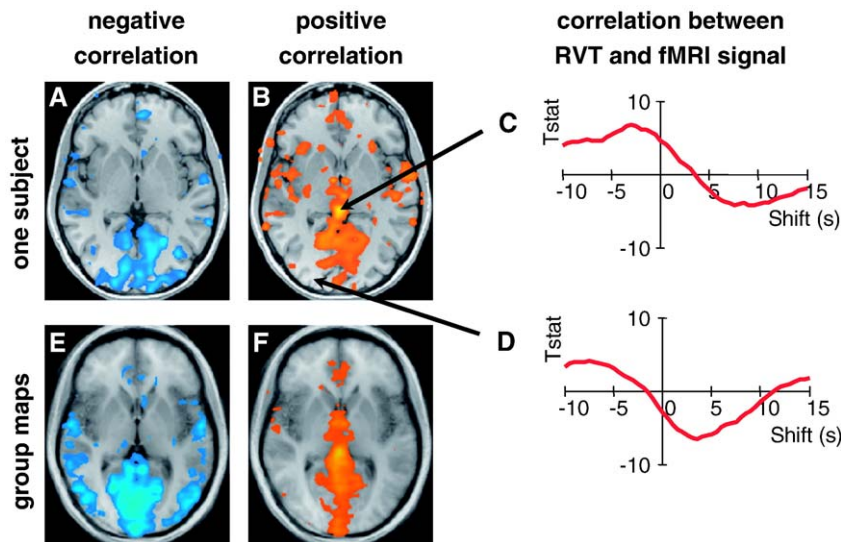 negative
correlation
positive
correlation
correlation between
RVT and fMRI signal
one subject
A
B
C
Tstat
10
-10 -5 0 5 10 15
Shift (s)
-10
D
Tstat
10
-10 -5 0 5 10 15
Shift (s)
-10
group maps
E
F